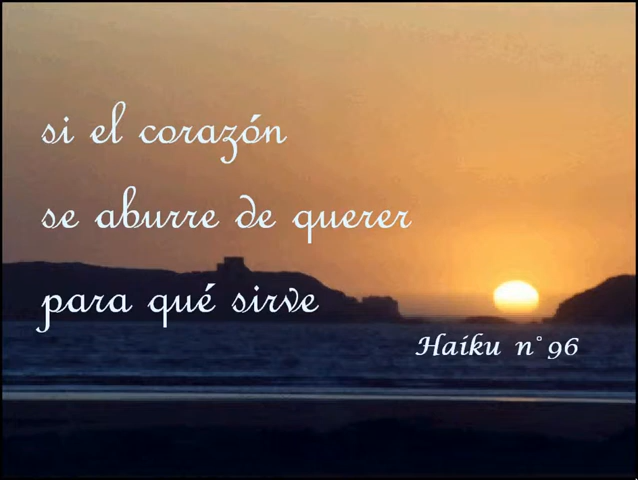 si el corazón
se aburre de querer
para qué sirve
Haiku n° 96